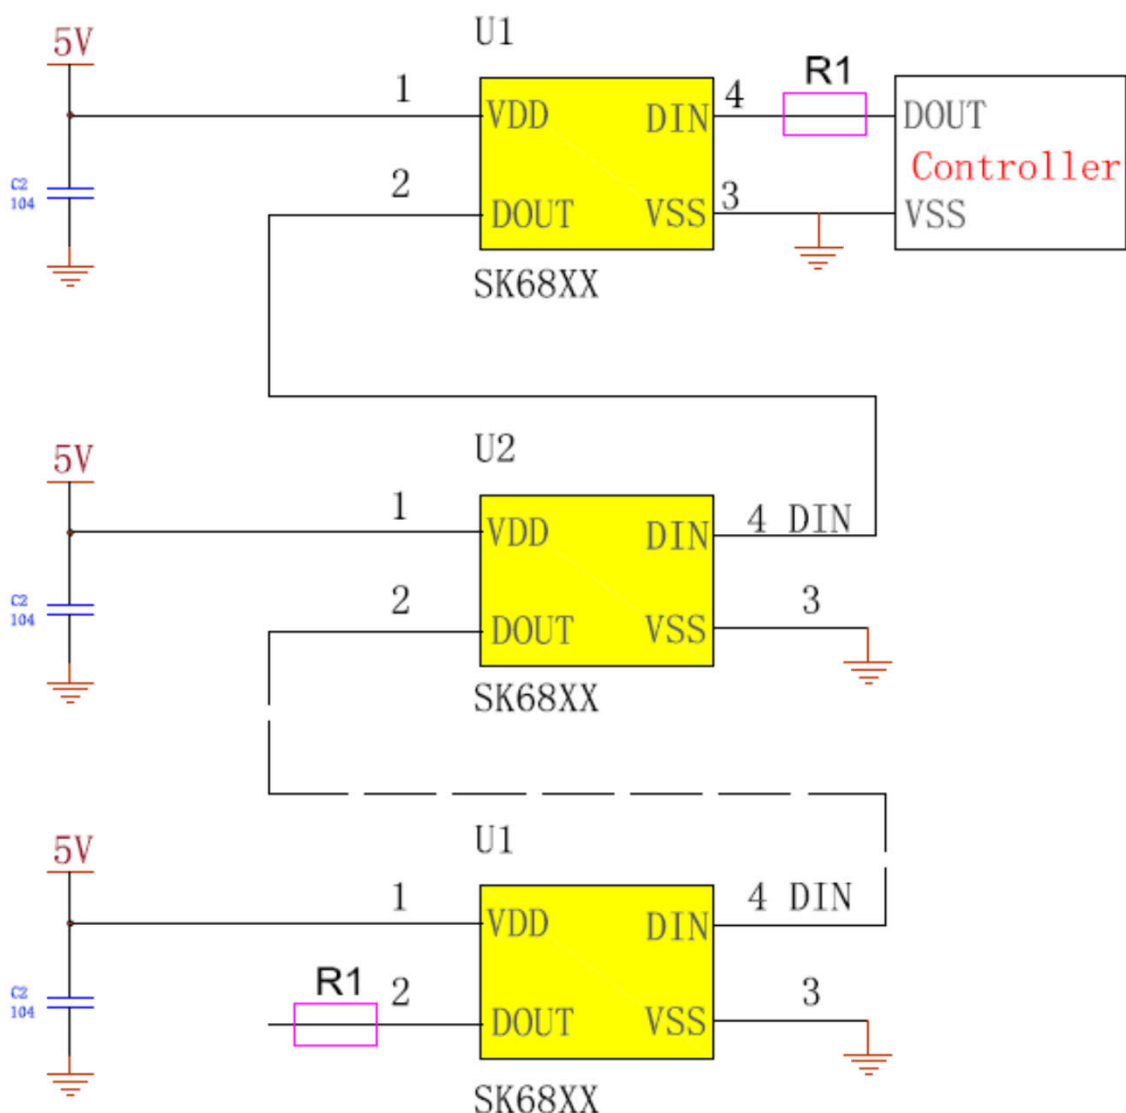 U1
5V
R1
1
VDD
DIN
4
DOUT
Controller
C2
104
2
DOUT
VSS
3
VSS
SK68XX
U2
5V
1
VDD
DIN
4 DIN
C2
104
2
DOUT
VSS
3
SK68XX
U1
5V
1
VDD
DIN
4 DIN
C2
104
R1
2
DOUT
VSS
3
SK68XX